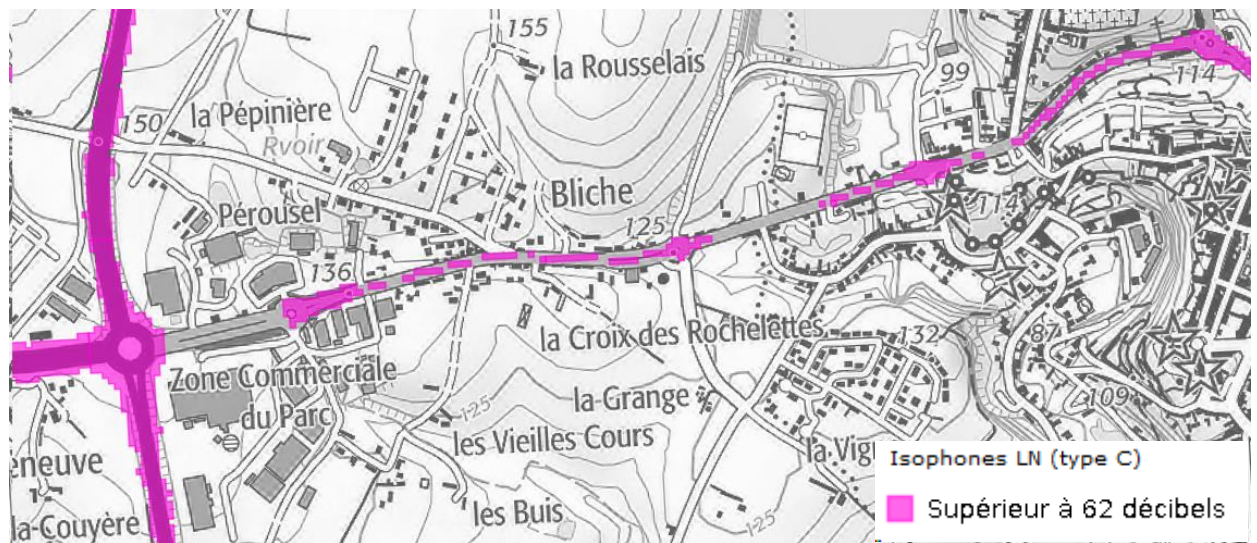 155
la Rousselais
114
99
la Pépinière
150
Rvoir
Bliche
Pérousel
125
114
136
la Croix des Rochelettes
132
87
Zone Commerciale
du Parc
125
la Grange
109
les Vieilles Cours
la Vig
eneuve
les Buis
la Couyère
125
Isophones LN (type C)
Supérieur à 62 décibels